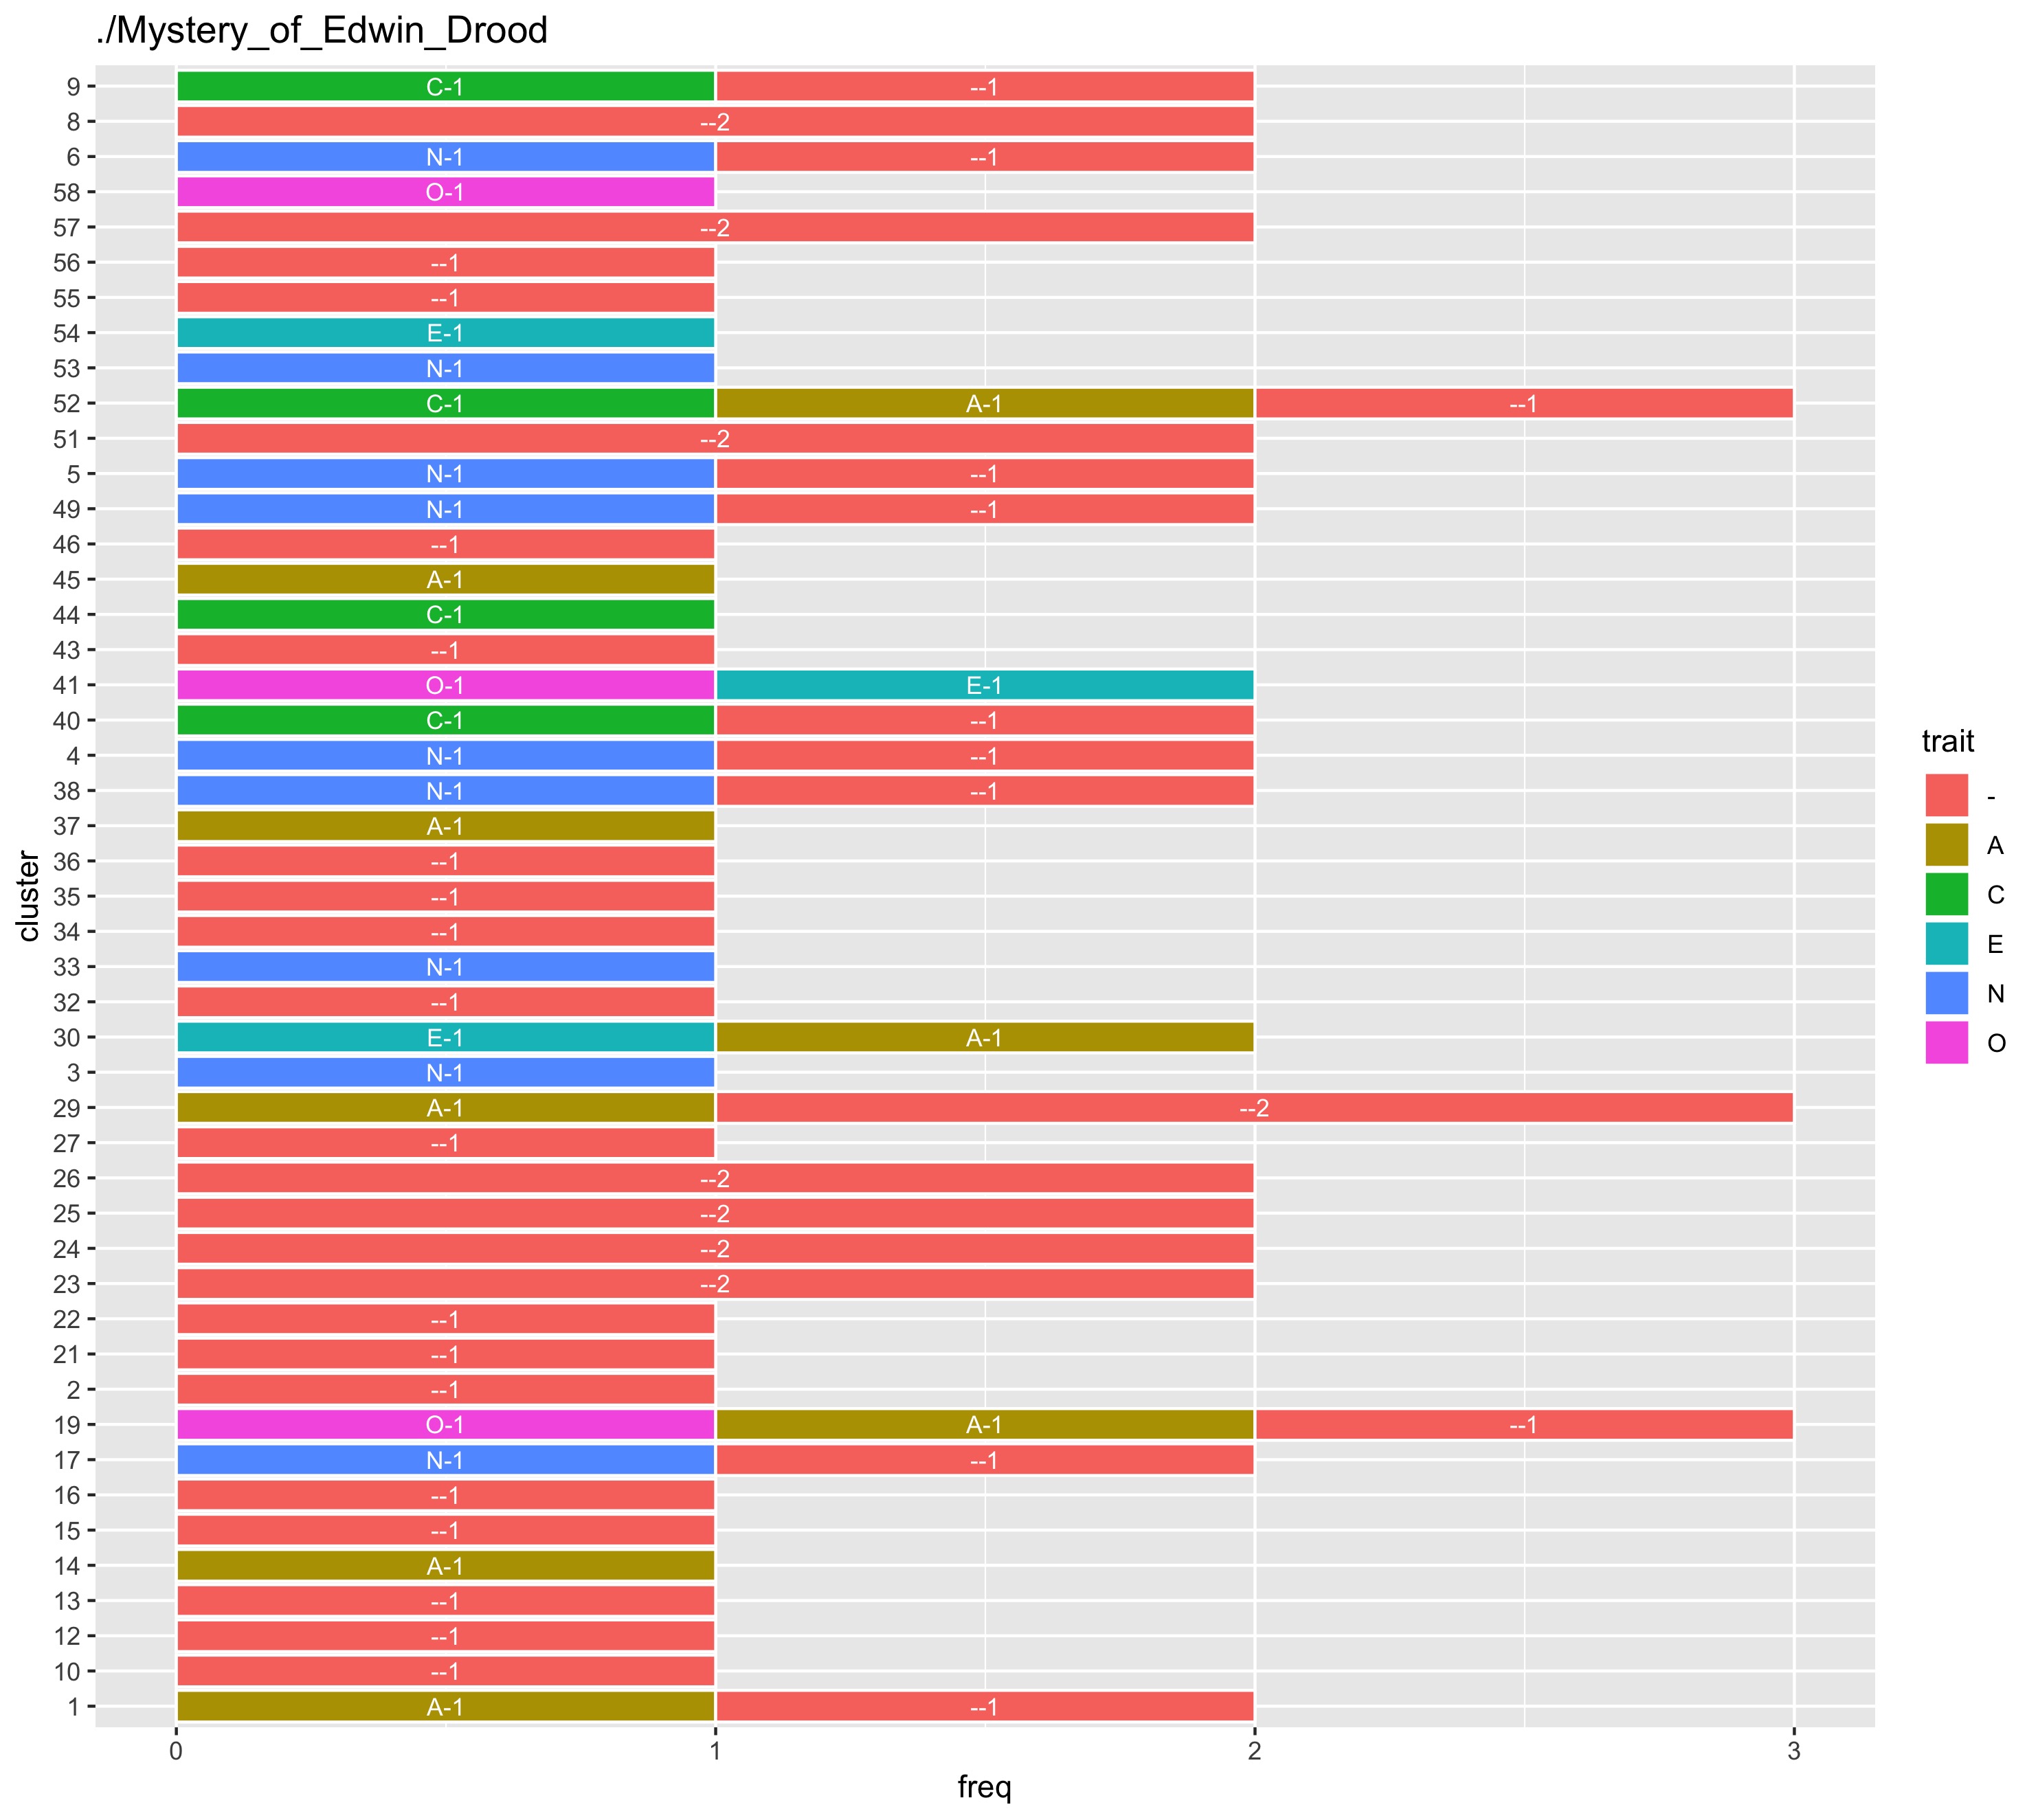 ./Mystery_of_Edwin_Drood
9 C-1 --1
8 --2
6 N-1 --1
58 O-1
57 --2
56 --1
55 --1
54 E-1
53 N-1
52 C-1 A-1 --1
51 --2
5 N-1 --1
49 N-1 --1
46 --1
45 A-1
44 C-1
43 --1
41 O-1 E-1
40 C-1 --1
4 N-1 --1
38 N-1 --1
37 A-1
36 --1
35 --1
34 --1
33 N-1
32 --1
30 E-1 A-1
3 N-1
29 A-1 --2
27 --1
26 --2
25 --2
24 --2
23 --2
22 --1
21 --1
2 --1
19 O-1 A-1 --1
17 N-1 --1
16 --1
15 --1
14 A-1
13 --1
12 --1
10 --1
1 A-1 --1
0 1 2 3
freq
cluster
trait
-
A
C
E
N
O